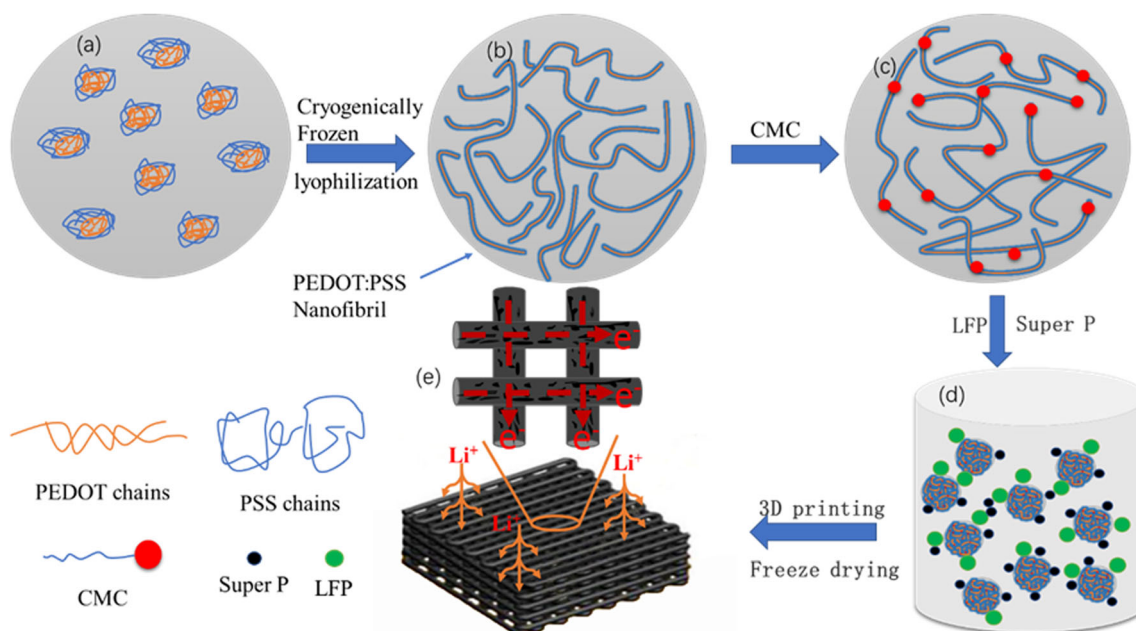 (a)
Cryogenically
Frozen
lyophilization
(b)
CMC
(c)
PEDOT:PSS
Nanofibril
LFP
Super P
(e)
e-
e-
e-
e-
(d)
Li+
Li+
Li
PEDOT chains
PSS chains
3D printing
Freeze drying
CMC
Super P
LFP